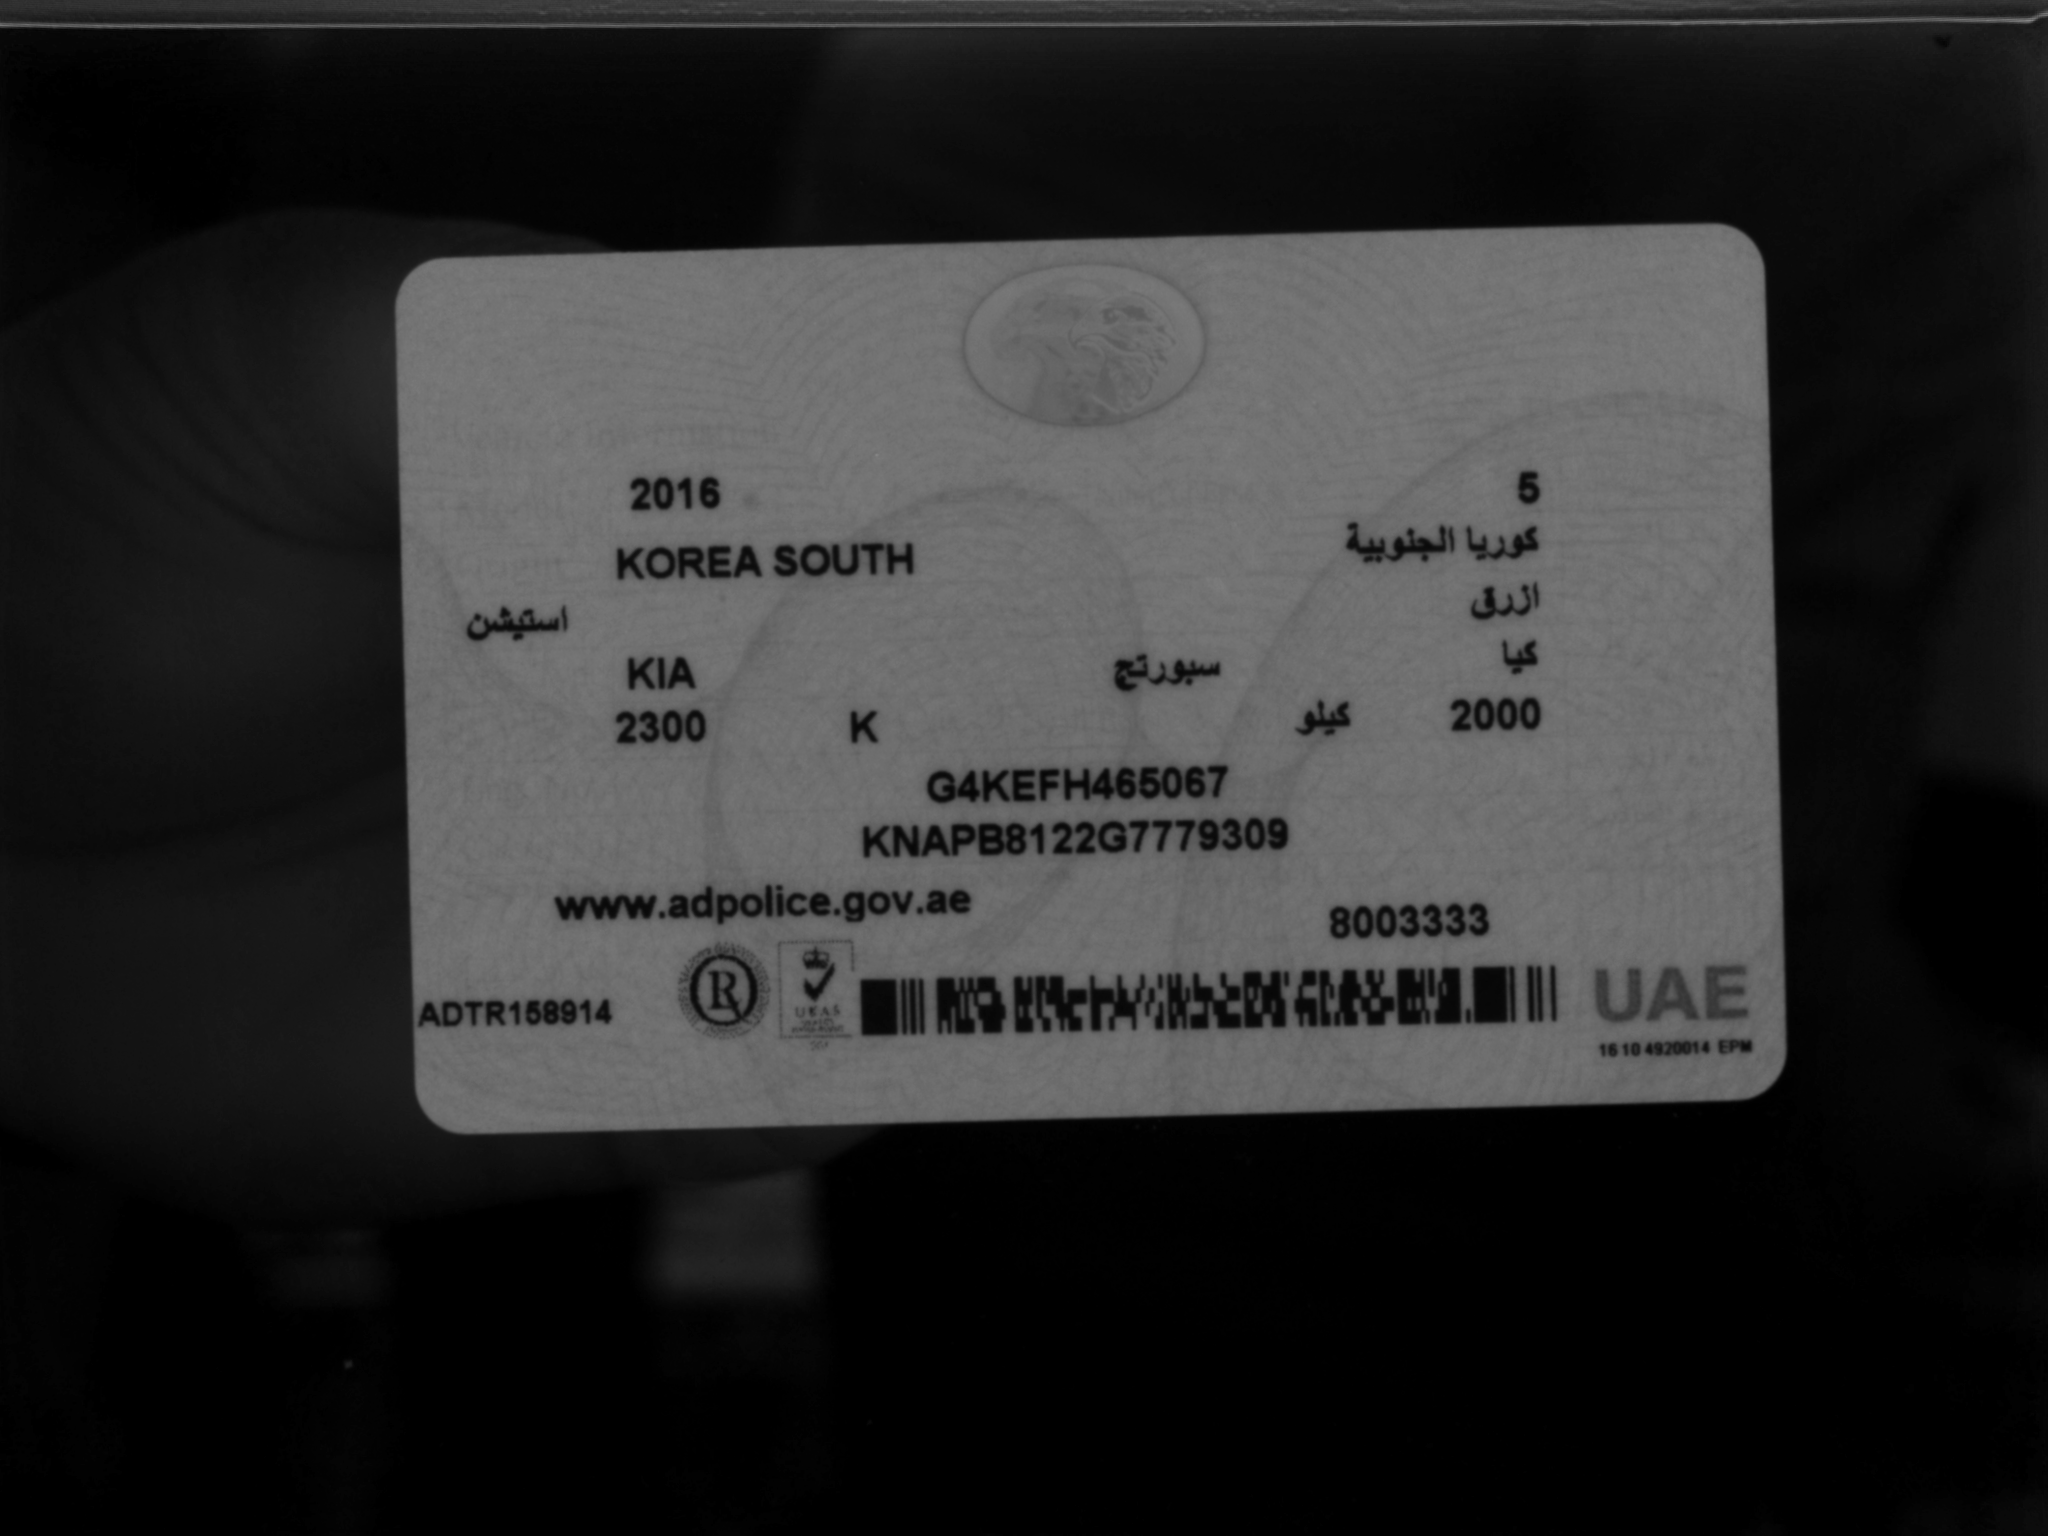 2016 5
KOREA SOUTH كوريا الجنوبية
ازرق
استيشن
KIA سبورتج كيا
2300 K كيلو 2000
G4KEFH465067
KNAPB8122G7779309
www.adpolice.gov.ae 8003333
ADTR158914 R UKAS UAE
16 10 4920014 EPM